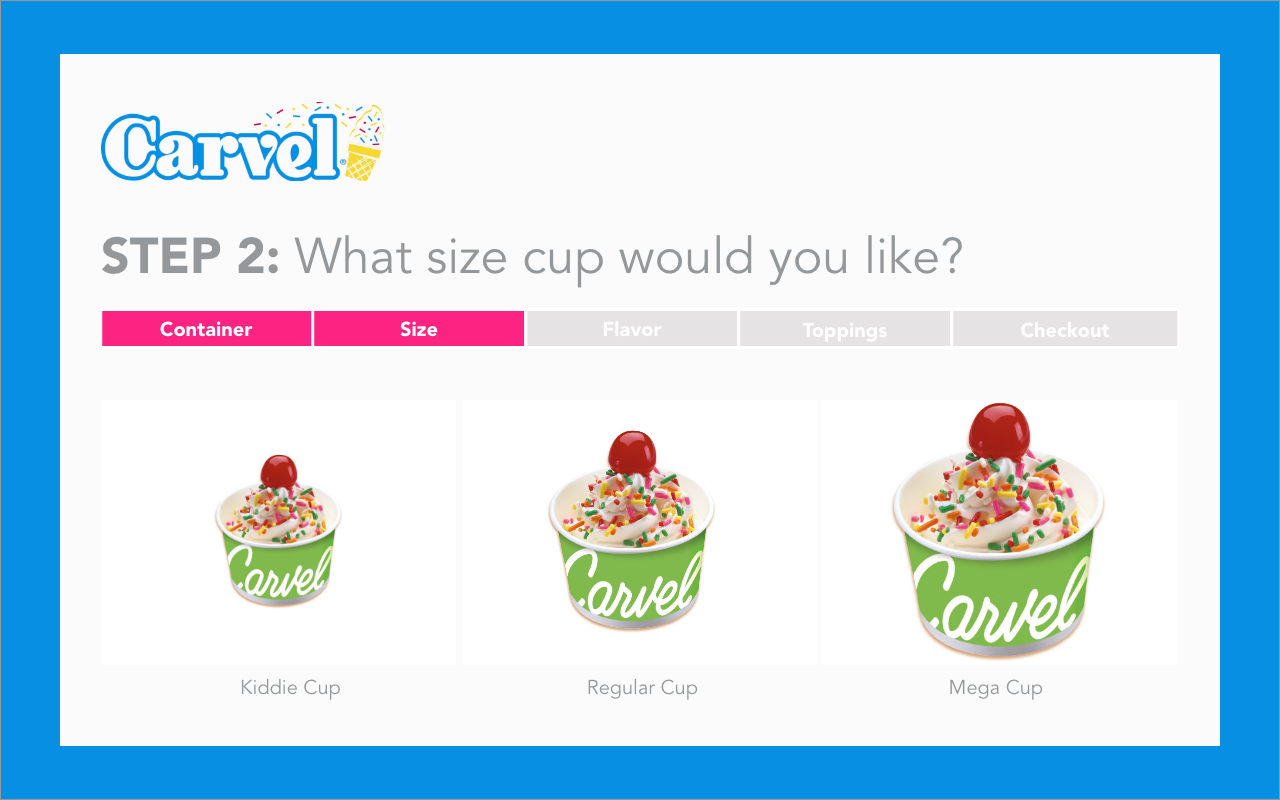 Carvel®
STEP 2: What size cup would you like?
Container Size Flavor Toppings Checkout
Carvel Carvel Carvel
Kiddie Cup Regular Cup Mega Cup